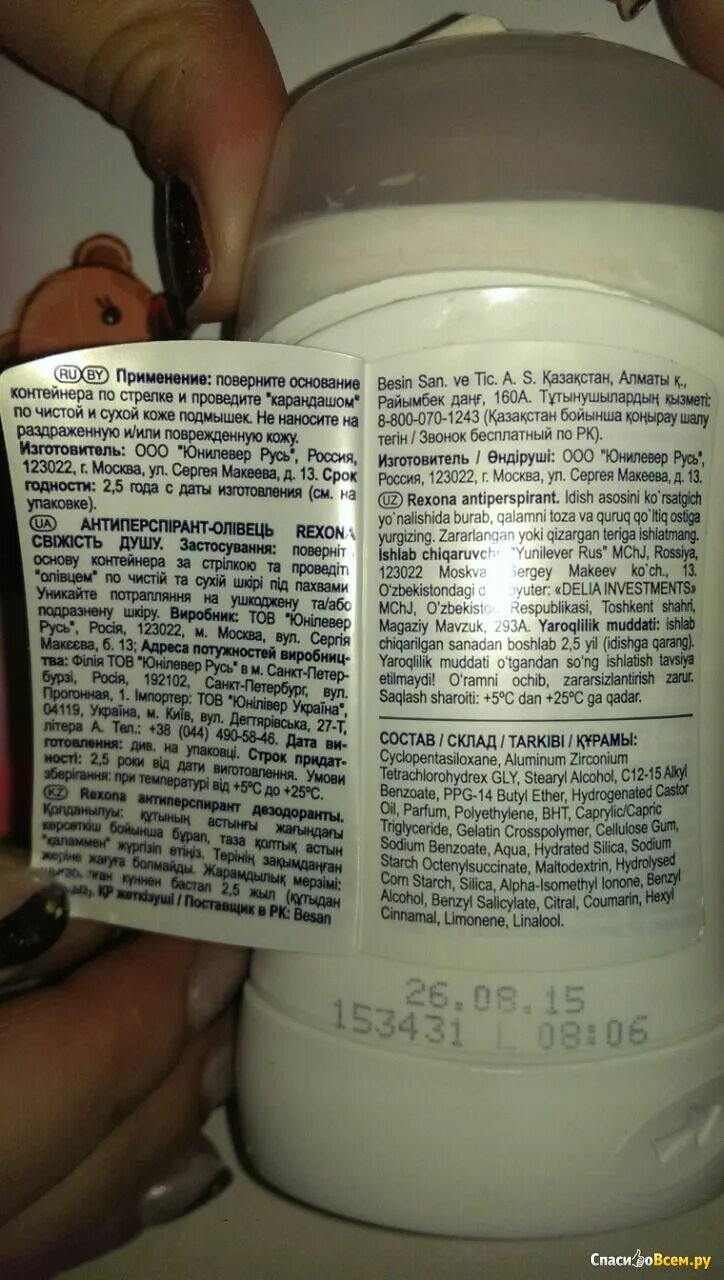 RU BY Применение: поверните основание
контейнера по стрелке и проведите "карандашом"
по чистой и сухой коже подмышек. Не наносите на
раздраженную и/или поврежденную кожу.
Изготовитель: ООО "Юнилевер Русь", Россия,
123022, г. Москва, ул. Сергея Макеева, д. 13. Срок
годности: 2,5 года с даты изготовления (см. на
упаковке).
UA АНТИПЕРСПІРАНТ-ОЛІВЕЦЬ REXONA
СВІЖІСТЬ ДУШУ. Застосування: поверніт
основу контейнера за стрілкою та проведіт
"олівцем" по чистій та сухій шкірі під пахвами
Уникайте потрапляння на ушкоджену та/або
подразнену шкіру. Виробник: ТОВ "Юнілевер
Русь", Росія, 123022, м. Москва, вул. Сергія
Макєєва, б. 13; Адреса потужностей виробниц-
тва: Філія ТОВ "Юнілевер Русь" в м. Санкт-Петер-
бурзі, Росія, 192102, Санкт-Петербург, вул.
Прогонная, 1. Імпортер: ТОВ "Юнілівер Україна",
04119, Україна, м. Київ, вул. Дегтярівська, 27-Т,
літера А. Тел.: +38 (044) 490-58-46. Дата ви-
готовлення: див. на упаковці. Строк придат-
ності: 2,5 роки від дати виготовлення. Умови
зберігання: при температурі від +5°C до +25°C.
KZ Rexona антиперспирант дезодоранты.
Қолданылуы: құтының астыңғы жағындағы
көрсеткіш бойынша бұрап, таза қолтық астын
"қаламмен" жүргізіп өтіңіз. Терінің зақымдаған
жеріне жағуға болмайды. Жарамдылық мерзімі:
күннен бастап 2,5 жыл (құтыдан
ҚР жеткізуші / Поставщик в РК: Besan
Besin San. ve Tic. A. S. Қазақстан, Алматы қ.,
Райымбек даңғ, 160А. Тұтынушылардың қызметі:
8-800-070-1243 (Қазақстан бойынша қоңырау шалу
тегін / Звонок бесплатный по РК).
Изготовитель / Өндіруші: ООО "Юнилевер Русь",
Россия, 123022, г. Москва, ул. Сергея Макеева, д. 13.
UZ Rexona antiperspirant. Idish asosini ko`rsatgich
yo`nalishida burab, qalamni toza va quruq qo`ltiq ostiga
yurgizing. Zararlangan yoki qizargan teriga ishlatmang.
Ishlab chiqaruvch "Yunilever Rus" MChJ, Rossiya,
123022 Moskva Sergey Makeev ko`ch., 13.
O'zbekistondagi d byuter: «DELIA INVESTMENTS»
MChJ, O'zbekistо Respublikasi, Toshkent shahri,
Magaziy Mavzuk, 293A. Yaroqlilik muddati: ishlab
chiqarilgan sanadan boshlab 2,5 yil (idishga qarang).
Yaroqlilik muddati o'tgandan so'ng ishlatish tavsiya
etilmaydi! O'ramni ochib, zararsizlantirish zarur.
Saqlash sharoiti: +5°C dan +25°C ga qadar.
СОСТАВ / СКЛАД / TARKIBI / ҚҰРАМЫ:
Cyclopentasiloxane, Aluminum Zirconium
Tetrachlorohydrex GLY, Stearyl Alcohol, C12-15 Alkyl
Benzoate, PPG-14 Butyl Ether, Hydrogenated Castor
Oil, Parfum, Polyethylene, BHT, Caprylic/Capric
Triglyceride, Gelatin Crosspolymer, Cellulose Gum,
Sodium Benzoate, Aqua, Hydrated Silica, Sodium
Starch Octenylsuccinate, Maltodextrin, Hydrolysed
Corn Starch, Silica, Alpha-Isomethyl Ionone, Benzyl
Alcohol, Benzyl Salicylate, Citral, Coumarin, Hexyl
Cinnamal, Limonene, Linalool.
26.08.15
153431 L 08:06
СпасибоВсем.ру